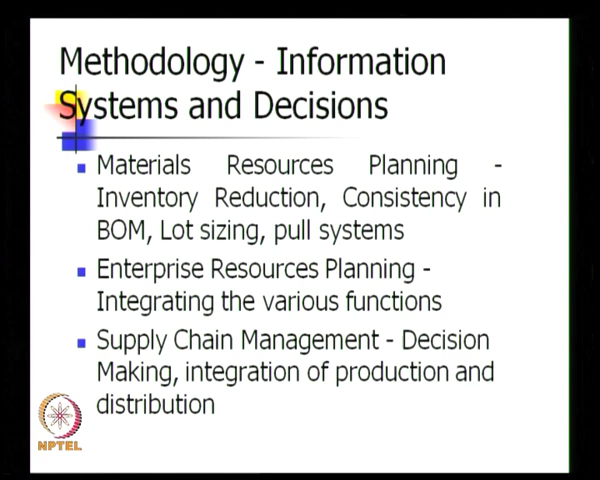 Methodology - Information
Systems and Decisions
Materials Resources Planning -
Inventory Reduction, Consistency in
BOM, Lot sizing, pull systems
Enterprise Resources Planning -
Integrating the various functions
Supply Chain Management - Decision
Making, integration of production and
distribution
NPTEL